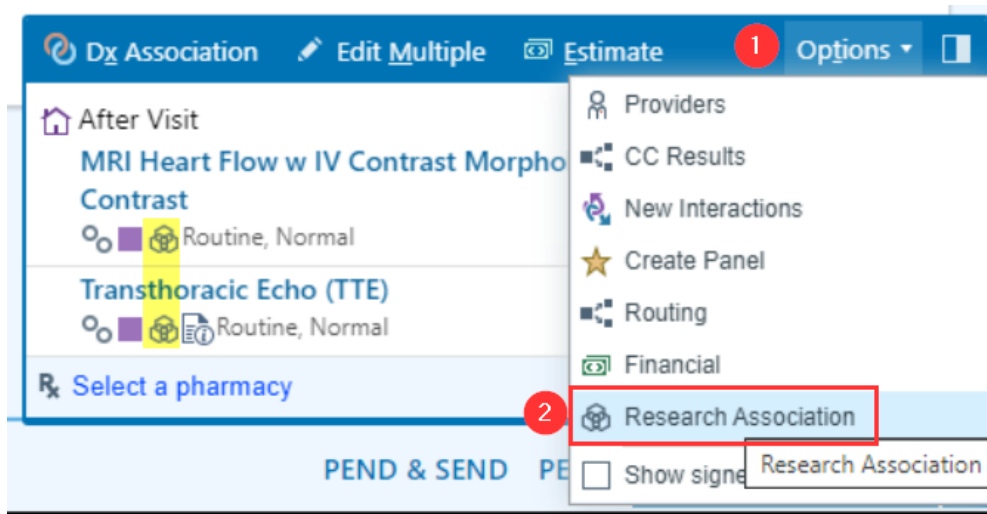 Dx Association Edit Multiple Estimate 1 Options
After Visit
MRI Heart Flow w IV Contrast Morpho
Contrast
Routine, Normal
Transthoracic Echo (TTE)
Routine, Normal
Rx Select a pharmacy
PEND & SEND PE
Providers
CC Results
New Interactions
Create Panel
Routing
Financial
2 Research Association
Show signe
Research Association